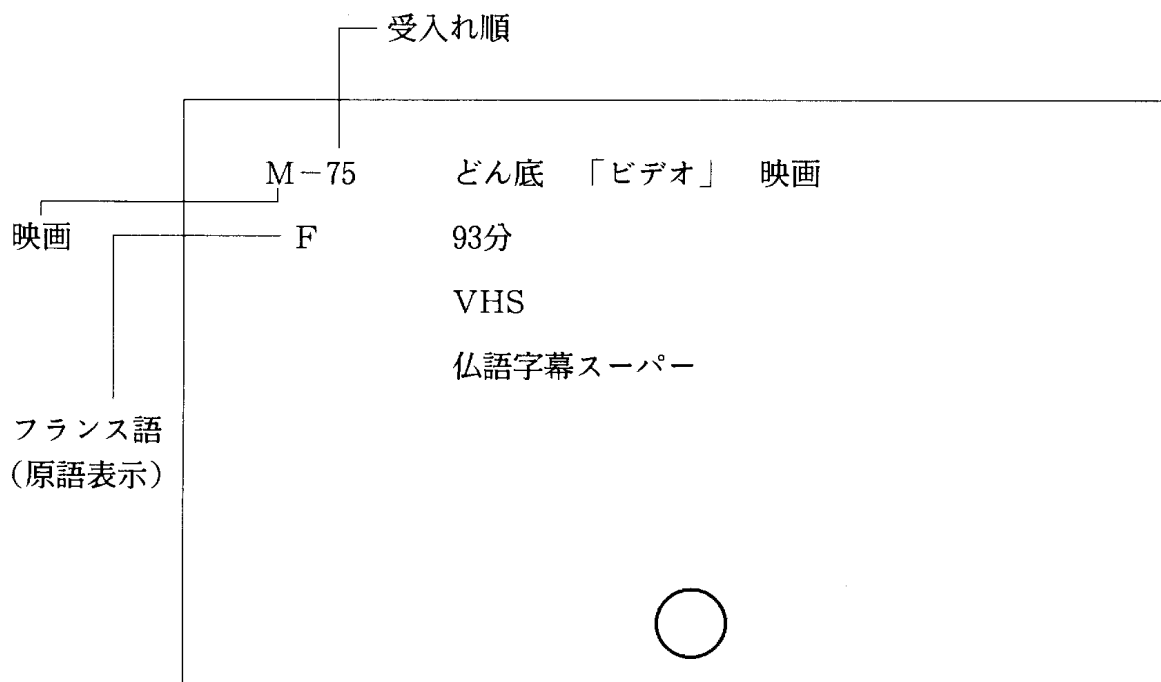 受入れ順
M-75 どん底 「ビデオ」 映画
映画
F 93分
VHS
仏語字幕スーパー
フランス語
(原語表示)